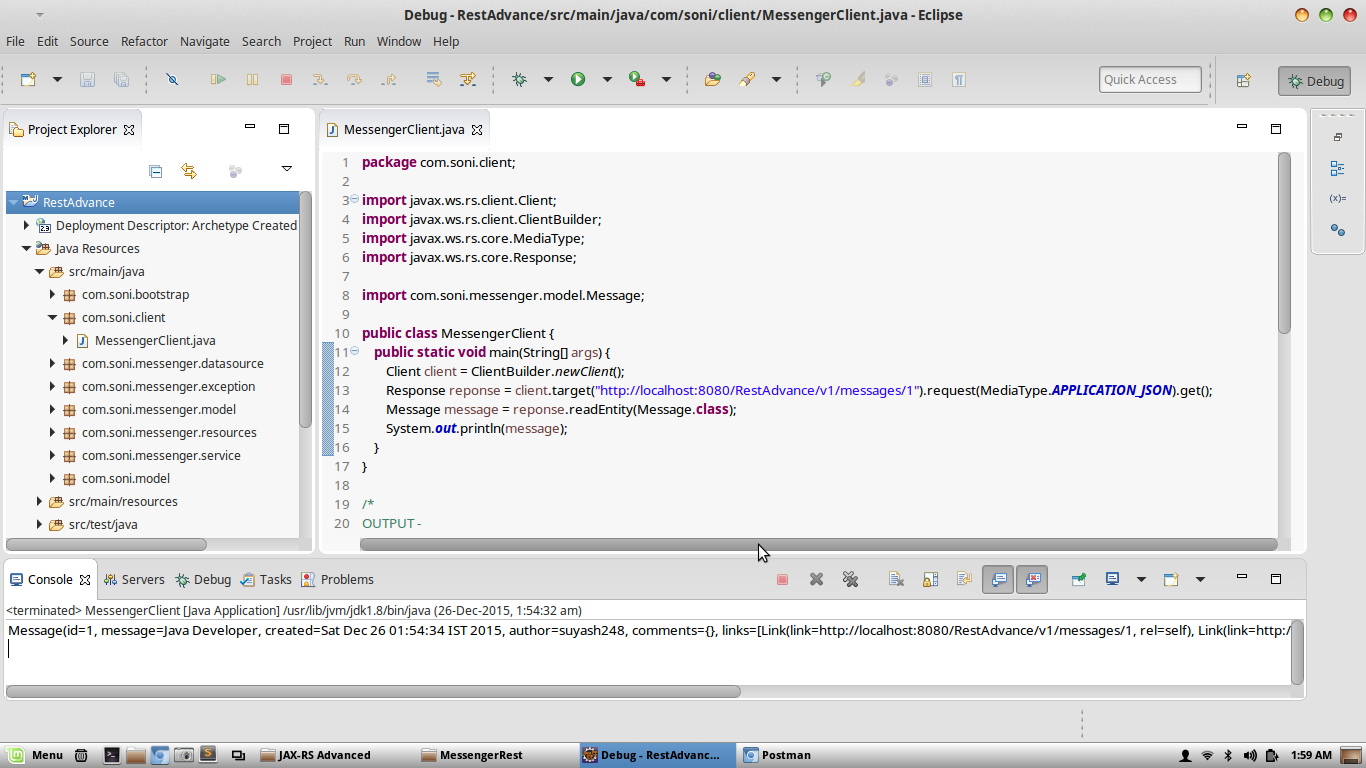 Debug - RestAdvance/src/main/java/com/soni/client/MessengerClient.java - Eclipse
File Edit Source Refactor Navigate Search Project Run Window Help
Quick Access Debug
Project Explorer
RestAdvance
Deployment Descriptor: Archetype Created
Java Resources
src/main/java
com.soni.bootstrap
com.soni.client
MessengerClient.java
com.soni.messenger.datasource
com.soni.messenger.exception
com.soni.messenger.model
com.soni.messenger.resources
com.soni.messenger.service
com.soni.model
src/main/resources
src/test/java
MessengerClient.java
1 package com.soni.client;
2
3 import javax.ws.rs.client.Client;
4 import javax.ws.rs.client.ClientBuilder;
5 import javax.ws.rs.core.MediaType;
6 import javax.ws.rs.core.Response;
7
8 import com.soni.messenger.model.Message;
9
10 public class MessengerClient {
11 public static void main(String[] args) {
12 Client client = ClientBuilder.newClient();
13 Response reponse = client.target("http://localhost:8080/RestAdvance/v1/messages/1").request(MediaType.APPLICATION_JSON).get();
14 Message message = reponse.readEntity(Message.class);
15 System.out.println(message);
16 }
17 }
18
19 /*
20 OUTPUT -
(x)=
Console Servers Debug Tasks Problems
<terminated> MessengerClient [Java Application] /usr/lib/jvm/jdk1.8/bin/java (26-Dec-2015, 1:54:32 am)
Message(id=1, message=Java Developer, created=Sat Dec 26 01:54:34 IST 2015, author=suyash248, comments={}, links=[Link(link=http://localhost:8080/RestAdvance/v1/messages/1, rel=self), Link(link=http:/
Menu JAX-RS Advanced MessengerRest Debug - RestAdvanc... Postman 1:59 AM